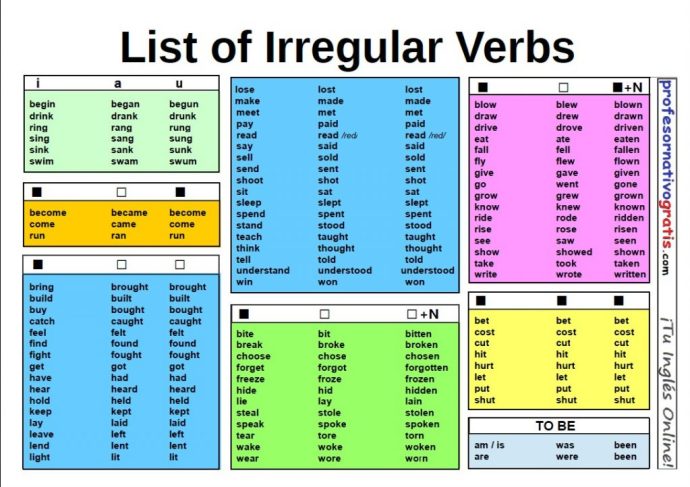 List of Irregular Verbs
i a u
begin began begun
drink drank drunk
ring rang rung
sing sang sung
sink sank sunk
swim swam swum
■ □ ■
become became become
come came come
run ran run
■ □ □
bring brought brought
build built built
buy bought bought
catch caught caught
feel felt felt
find found found
fight fought fought
get got got
have had had
hear heard heard
hold held held
keep kept kept
lay laid laid
leave left left
lend lent lent
light lit lit
lose lost lost
make made made
meet met met
pay paid paid
read read /red/ read /red/
say said said
sell sold sold
send sent sent
shoot shot shot
sit sat sat
sleep slept slept
spend spent spent
stand stood stood
teach taught taught
think thought thought
tell told told
understand understood understood
win won won
■ □ □+N
bite bit bitten
break broke broken
choose chose chosen
forget forgot forgotten
freeze froze frozen
hide hid hidden
lie lay lain
steal stole stolen
speak spoke spoken
tear tore torn
wake woke woken
wear wore worn
■ □ ■+N
blow blew blown
draw drew drawn
drive drove driven
eat ate eaten
fall fell fallen
fly flew flown
give gave given
go went gone
grow grew grown
know knew known
ride rode ridden
rise rose risen
see saw seen
show showed shown
take took taken
write wrote written
■ ■ ■
bet bet bet
cost cost cost
cut cut cut
hit hit hit
hurt hurt hurt
let let let
put put put
shut shut shut
TO BE
am / is was been
are were been
profesornativogratis.com
¡Tu Inglés Online!